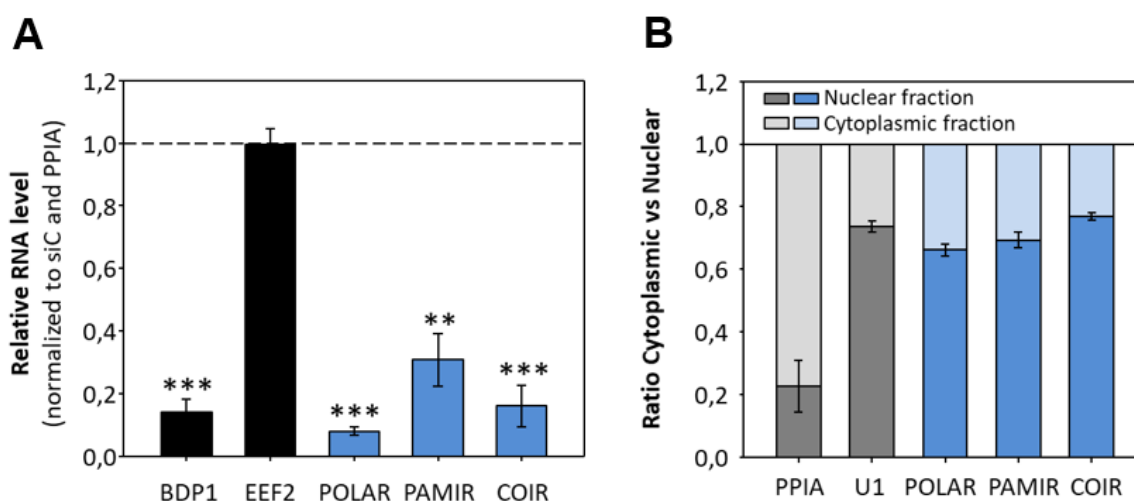 A
Relative RNA level
(normalized to siC and PPIA)
1,2
1,0
0,8
0,6
0,4
0,2
0,0
***
***
**
***
BDP1 EEF2 POLAR PAMIR COIR
B
Ratio Cytoplasmic vs Nuclear
1,2
1,0
0,8
0,6
0,4
0,2
0,0
Nuclear fraction
Cytoplasmic fraction
PPIA U1 POLAR PAMIR COIR